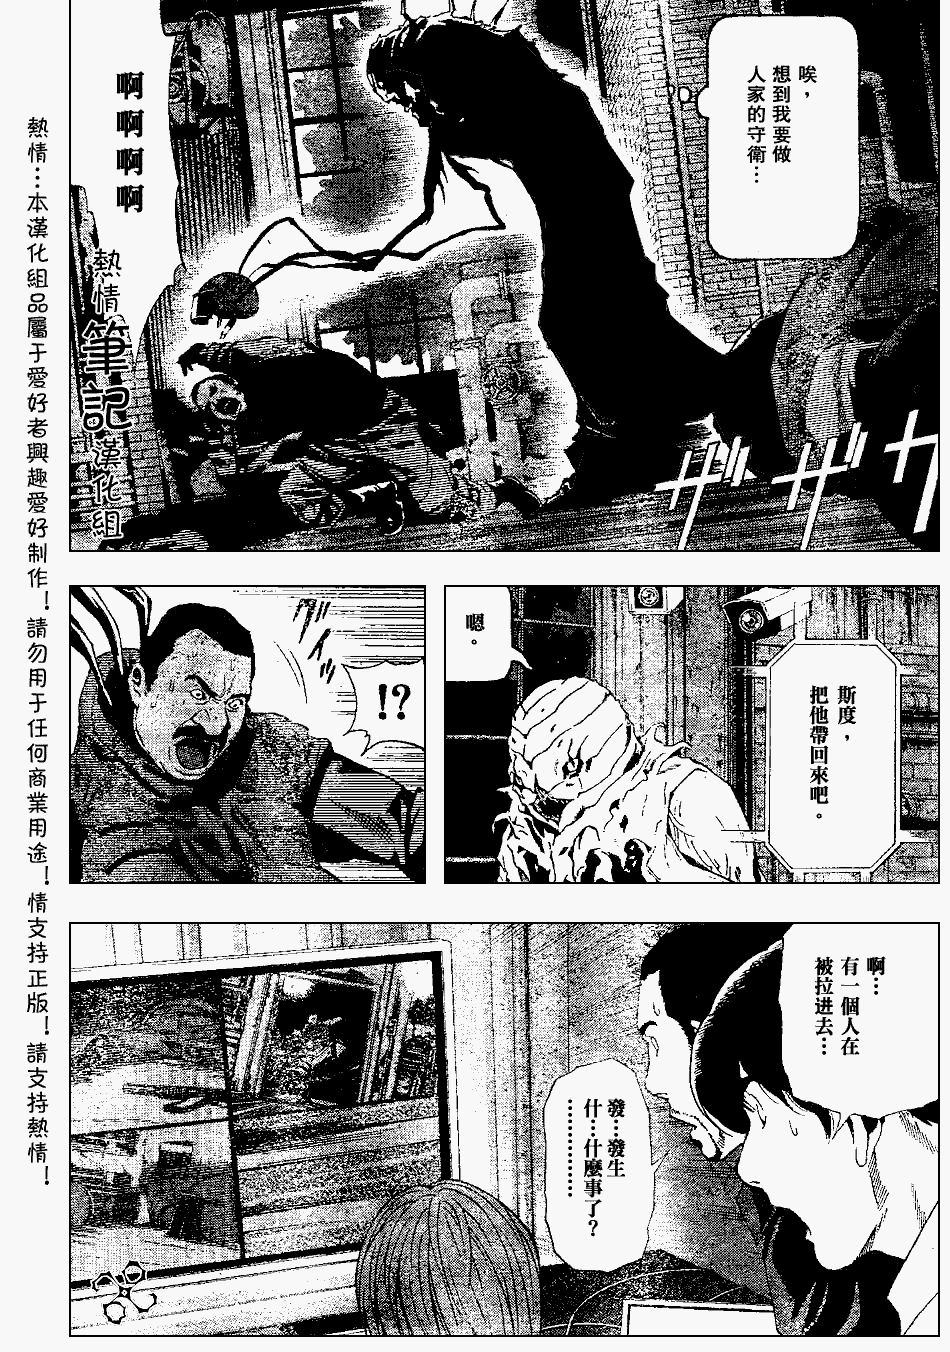 唉，
想到我要做
人家的守衛…
啊啊啊啊
熱情筆記漢化組
熱情…本漢化組品屬于愛好者興趣愛好制作！請勿用于任何商業用途！情支持正版！請支持熱情！
ガガガ
斯度，
把他帶回來吧。
嗯。
!?
啊…
有一個人在
被拉进去…
發…發生
什…什麼事了?
…………